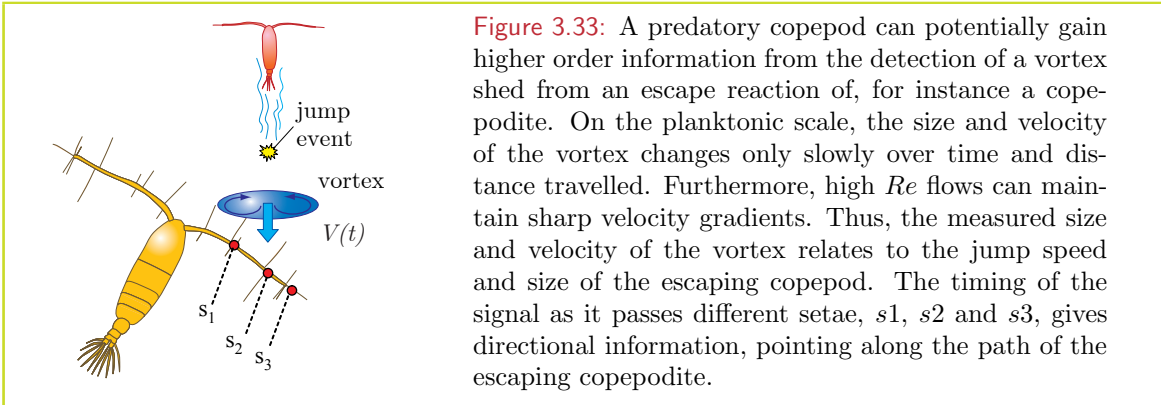 jump
event
vortex
V(t)
s1
s2
s3
Figure 3.33: A predatory copepod can potentially gain
higher order information from the detection of a vortex
shed from an escape reaction of, for instance a cope-
podite. On the planktonic scale, the size and velocity
of the vortex changes only slowly over time and dis-
tance travelled. Furthermore, high Re flows can main-
tain sharp velocity gradients. Thus, the measured size
and velocity of the vortex relates to the jump speed
and size of the escaping copepod. The timing of the
signal as it passes different setae, s1, s2 and s3, gives
directional information, pointing along the path of the
escaping copepodite.